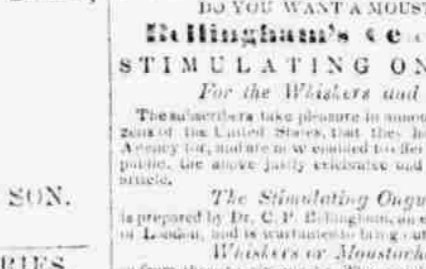 DO YOU WANT A MOUST
Bellingham's Ce
STIMULATING ON
For the Whiskers and
The subscribers take pleasure in annou
zens of the United States, that they h
Agency for, and are now enabled to offer
public, the above justly celebrated and
article.
The Stimulating Ongu
is prepared by Dr. C. P. Bellingham, an e
of London, and is warranted to bring out
Whiskers or Moustach
SON.
RIES